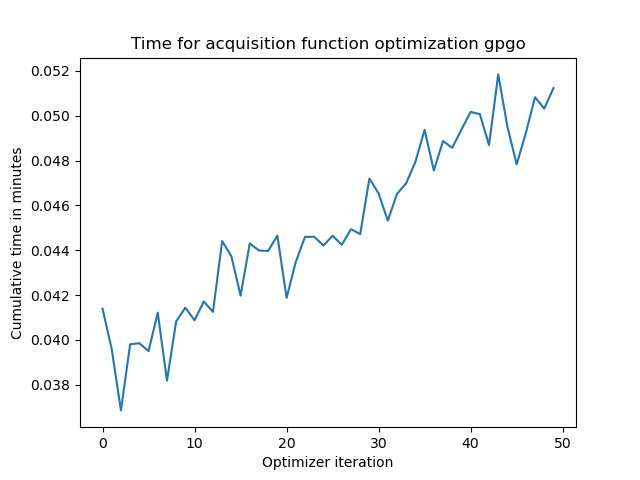 Time for acquisition function optimization gpgo
0.052
0.050
0.048
0.046
0.044
0.042
0.040
0.038
Cumulative time in minutes
0 10 20 30 40 50
Optimizer iteration